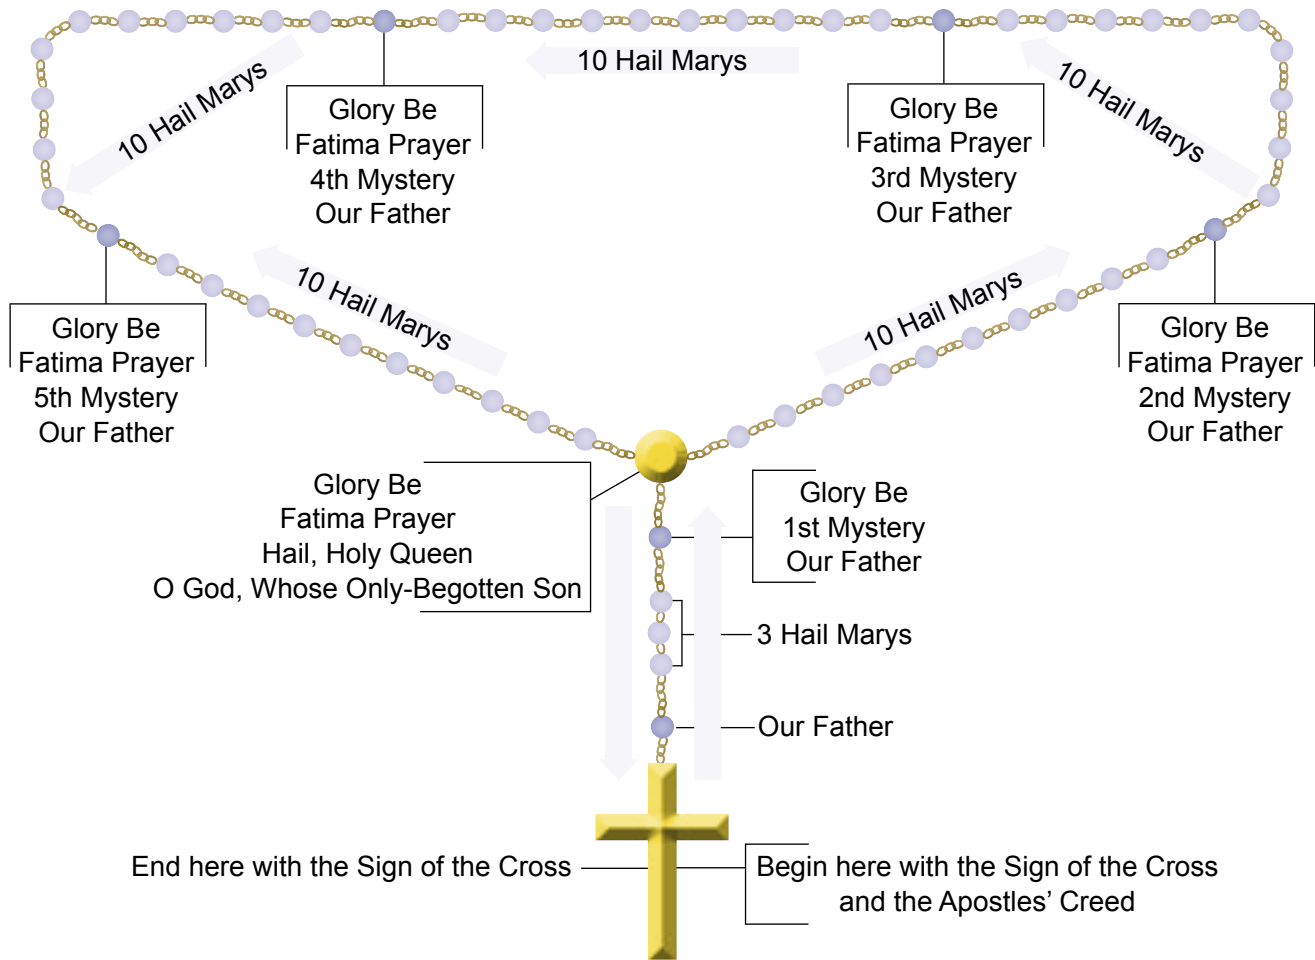 10 Hail Marys
10 Hail Marys
10 Hail Marys
Glory Be
Fatima Prayer
4th Mystery
Our Father
Glory Be
Fatima Prayer
3rd Mystery
Our Father
10 Hail Marys
10 Hail Marys
Glory Be
Fatima Prayer
5th Mystery
Our Father
Glory Be
Fatima Prayer
2nd Mystery
Our Father
Glory Be
Fatima Prayer
Hail, Holy Queen
O God, Whose Only-Begotten Son
Glory Be
1st Mystery
Our Father
3 Hail Marys
Our Father
End here with the Sign of the Cross
Begin here with the Sign of the Cross
and the Apostles’ Creed